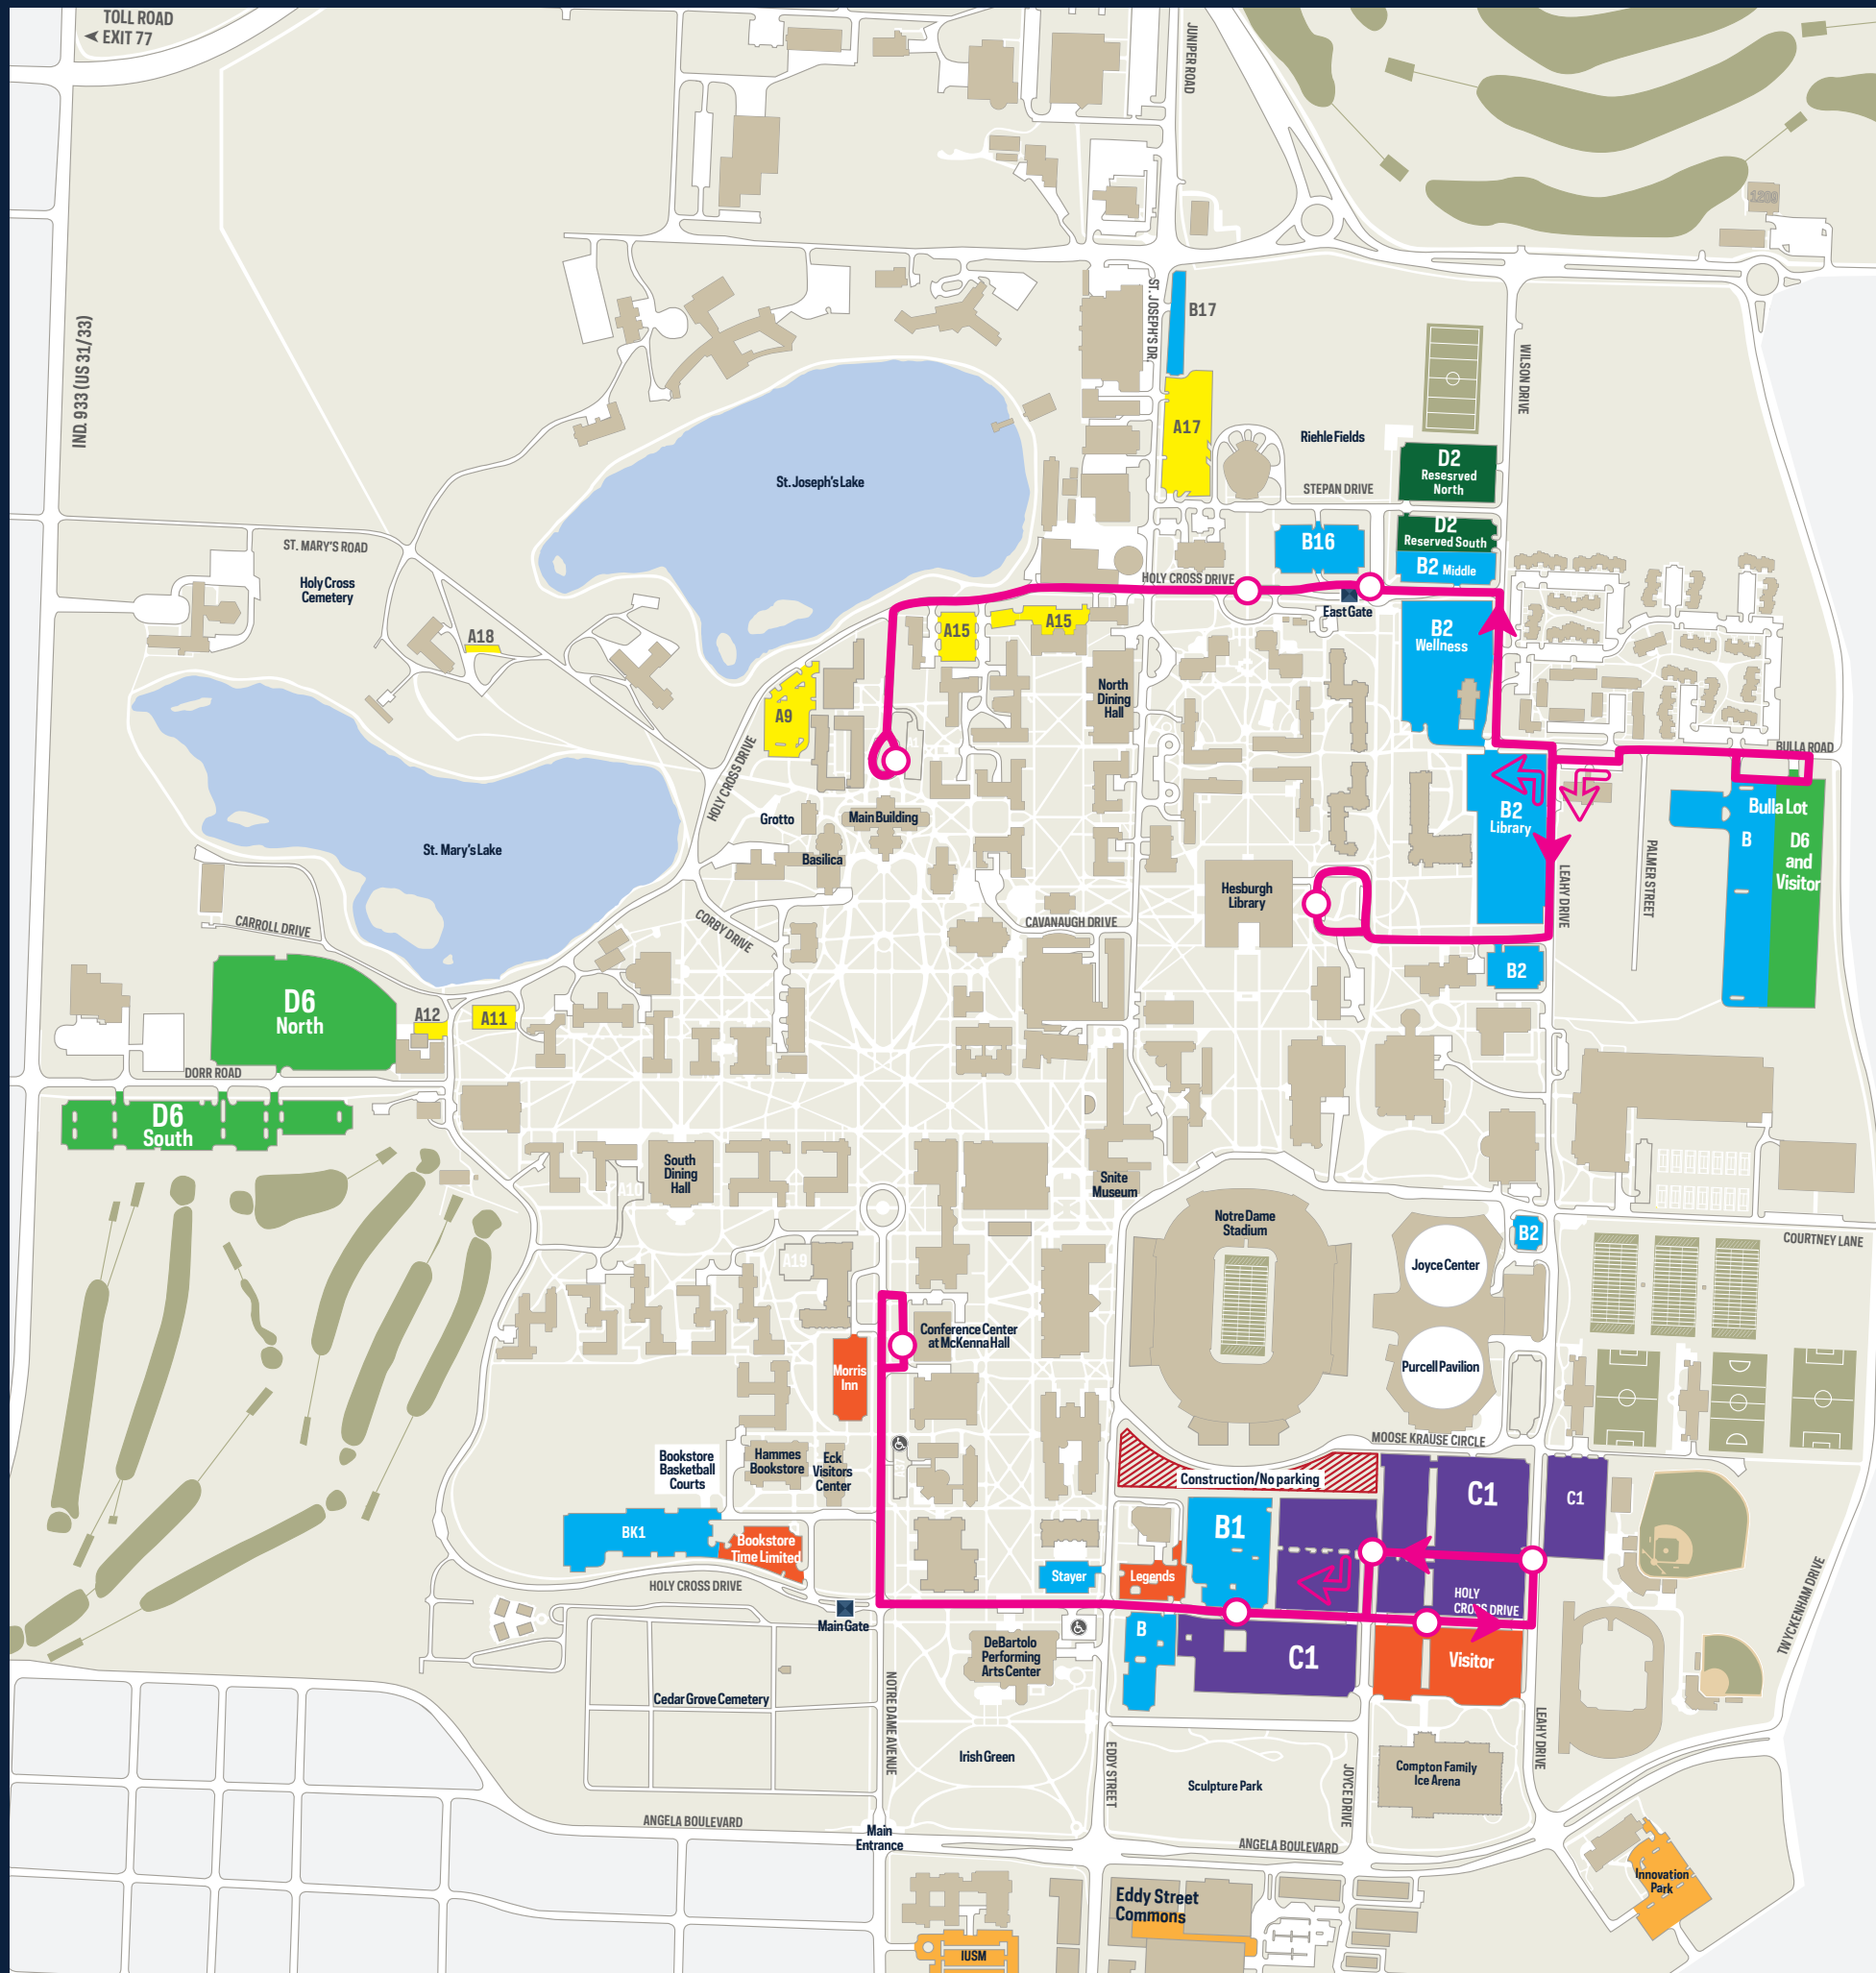 TOLL ROAD
EXIT 77
JUNIPER ROAD
1209
IND. 933 (US 31/33)
ST. JOSEPH'S DR.
B17
WILSON DRIVE
A17
Riehle Fields
D2
Resesrved
North
St. Joseph's Lake
STEPAN DRIVE
D2
Reserved South
B16
B2 Middle
ST. MARY'S ROAD
Holy Cross
Cemetery
HOLY CROSS DRIVE
East Gate
A15
A15
A18
B2
Wellness
North
Dining
Hall
A9
HOLY CROSS DRIVE
BULLA ROAD
Grotto
Main Building
Basilica
St. Mary's Lake
B2
Library
Bulla Lot
B
D6
and
Visitor
PALMER STREET
LEAHY DRIVE
Hesburgh
Library
CARROLL DRIVE
CORBY DRIVE
CAVANAUGH DRIVE
B2
D6
North
A12
A11
DORR ROAD
D6
South
South
Dining
Hall
Snite
Museum
Notre Dame
Stadium
B2
COURTNEY LANE
Joyce Center
A19
Conference Center
at McKenna Hall
Morris
Inn
Purcell Pavilion
MOOSE KRAUSE CIRCLE
Bookstore
Basketball
Courts
Hammes
Bookstore
Eck
Visitors
Center
Construction/No parking
C1
C1
B1
BK1
Bookstore
Time Limited
Stayer
Legends
HOLY
CROSS DRIVE
HOLY CROSS DRIVE
Main Gate
B
C1
Visitor
DeBartolo
Performing
Arts Center
TWYCKENHAM DRIVE
Cedar Grove Cemetery
NOTRE DAME AVENUE
Irish Green
EDDY STREET
Sculpture Park
JOYCE DRIVE
Compton Family
Ice Arena
LEAHY DRIVE
ANGELA BOULEVARD
Main
Entrance
ANGELA BOULEVARD
Innovation
Park
Eddy Street
Commons
IUSM